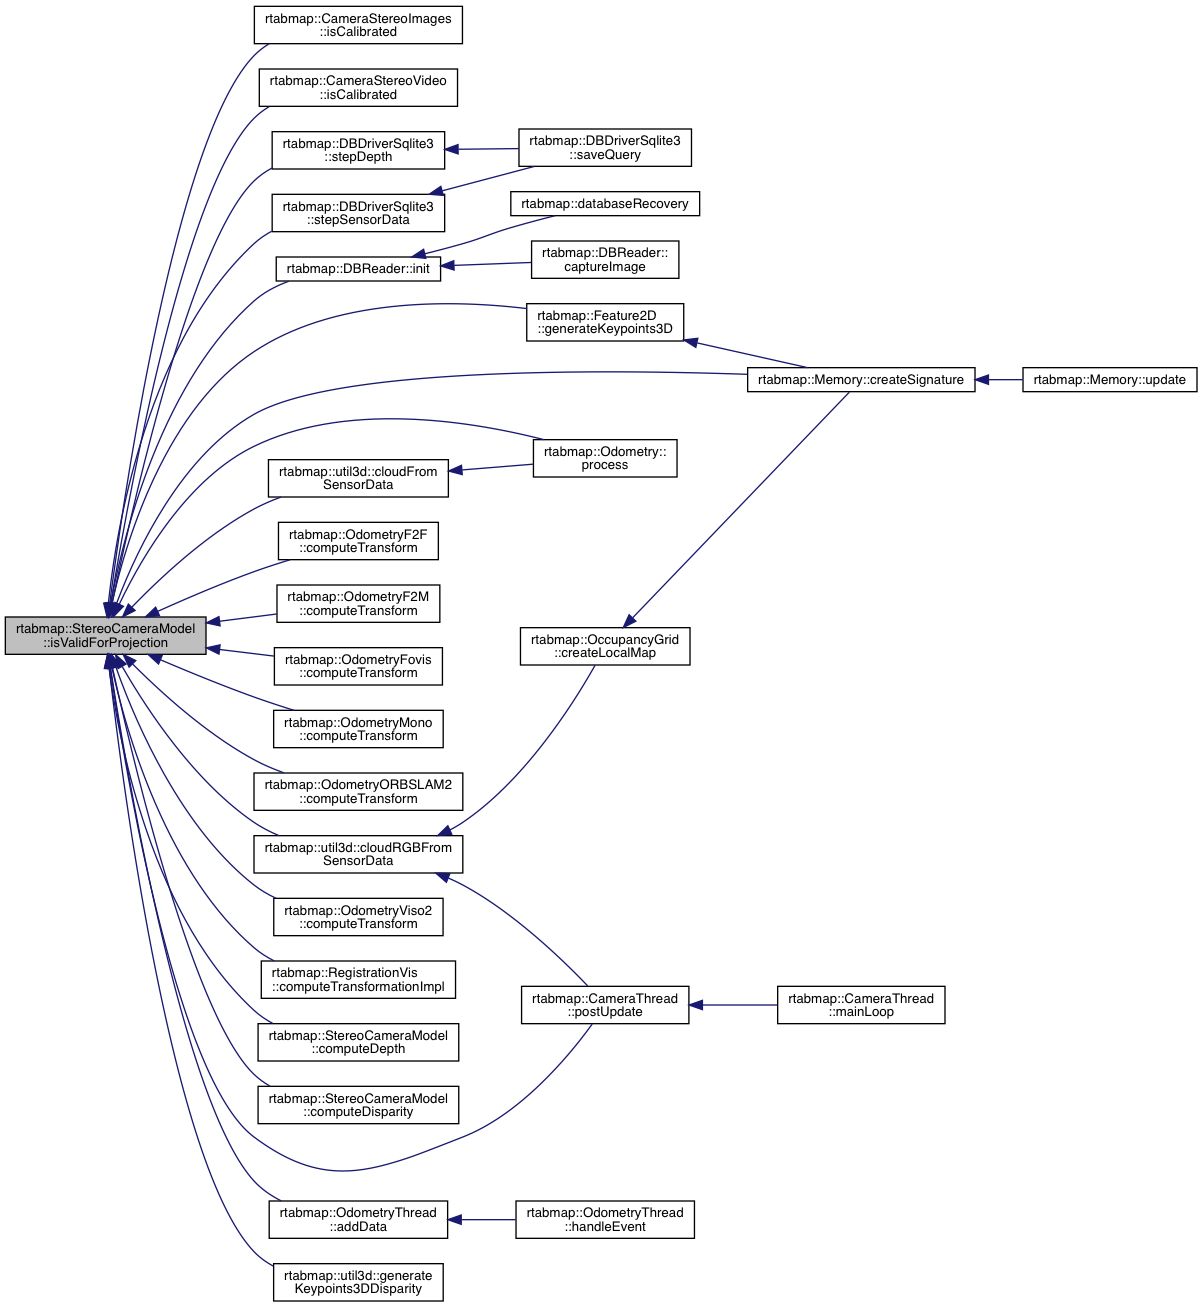 rtabmap::CameraStereoImages
::isCalibrated
rtabmap::CameraStereoVideo
::isCalibrated
rtabmap::DBDriverSqlite3
::stepDepth
rtabmap::DBDriverSqlite3
::saveQuery
rtabmap::DBDriverSqlite3
::stepSensorData
rtabmap::databaseRecovery
rtabmap::DBReader::init
rtabmap::DBReader::
captureImage
rtabmap::Feature2D
::generateKeypoints3D
rtabmap::Memory::createSignature
rtabmap::Memory::update
rtabmap::Odometry::
process
rtabmap::util3d::cloudFrom
SensorData
rtabmap::OdometryF2F
::computeTransform
rtabmap::OdometryF2M
::computeTransform
rtabmap::StereoCameraModel
::isValidForProjection
rtabmap::OccupancyGrid
::createLocalMap
rtabmap::OdometryFovis
::computeTransform
rtabmap::OdometryMono
::computeTransform
rtabmap::OdometryORBSLAM2
::computeTransform
rtabmap::util3d::cloudRGBFrom
SensorData
rtabmap::OdometryViso2
::computeTransform
rtabmap::RegistrationVis
::computeTransformationImpl
rtabmap::CameraThread
::postUpdate
rtabmap::CameraThread
::mainLoop
rtabmap::StereoCameraModel
::computeDepth
rtabmap::StereoCameraModel
::computeDisparity
rtabmap::OdometryThread
::addData
rtabmap::OdometryThread
::handleEvent
rtabmap::util3d::generate
Keypoints3DDisparity